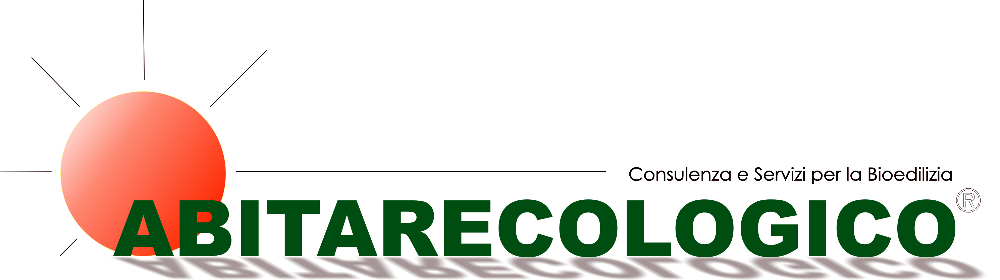 Consulenza e Servizi per la Bioedilizia
ABITARECOLOGICO®